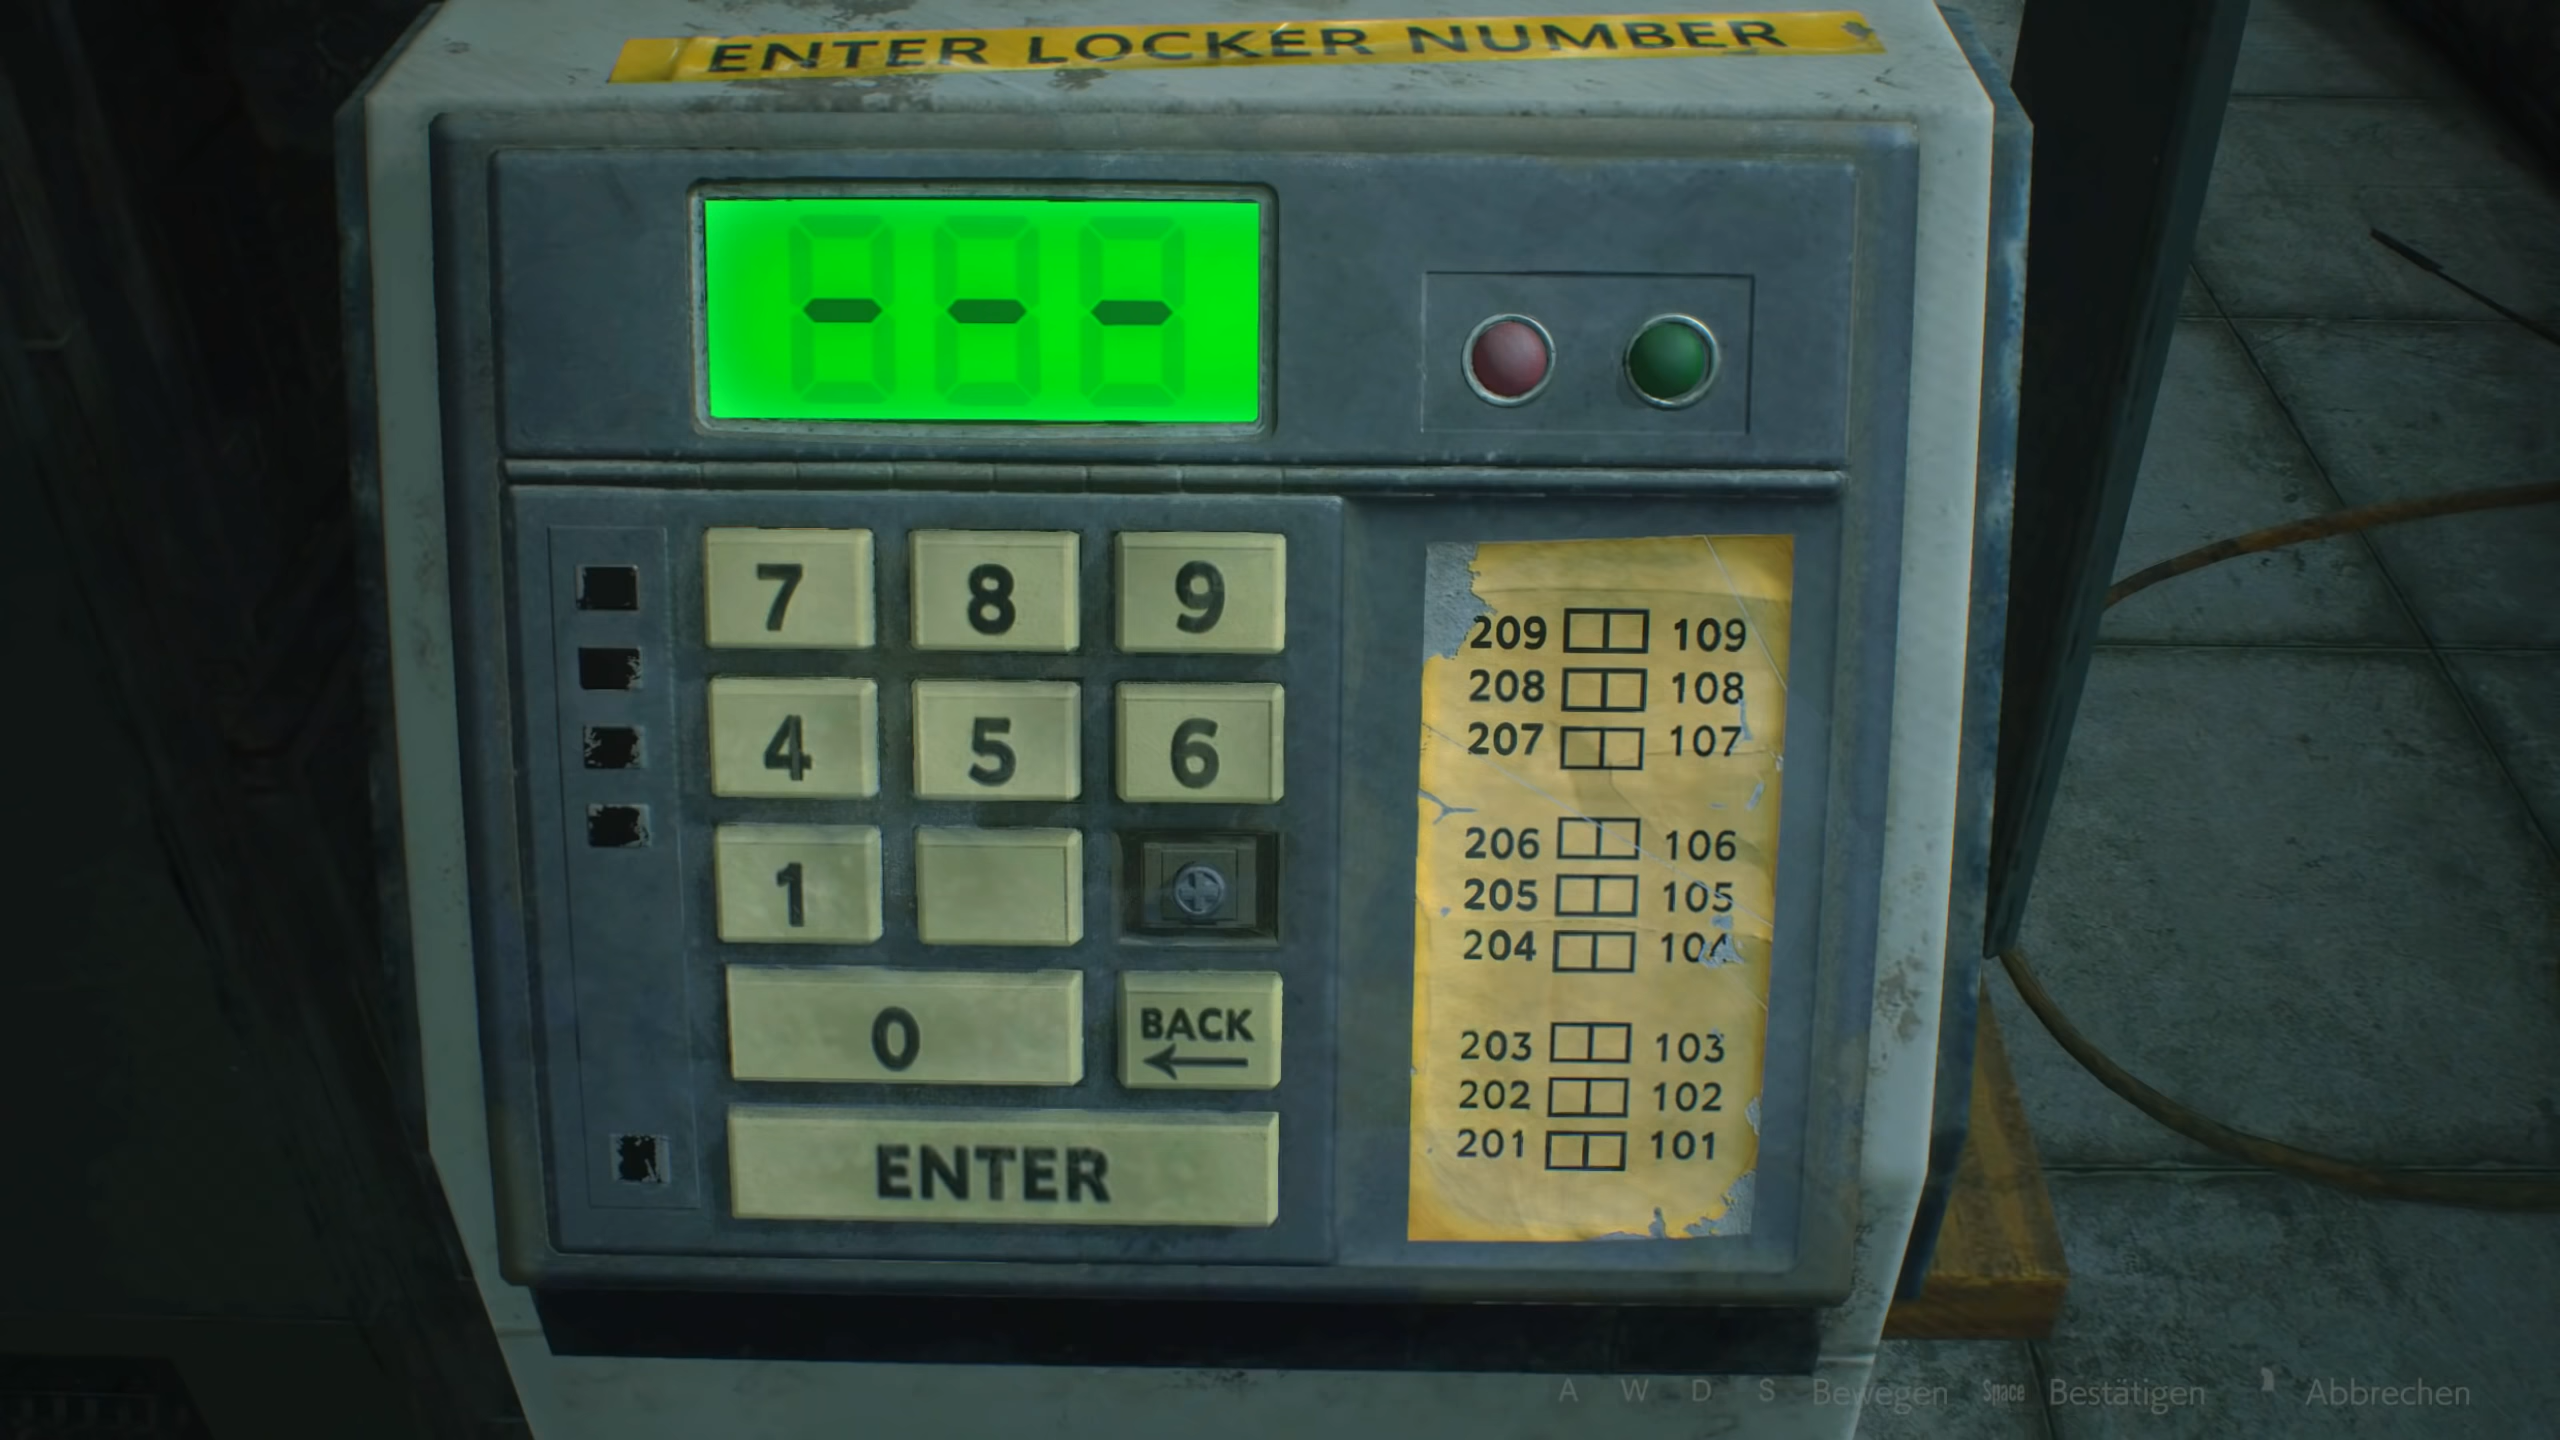 ENTER LOCKER NUMBER
7 8 9
4 5 6
1
0 BACK
ENTER
209 109
208 108
207 107
206 106
205 105
204 104
203 103
202 102
201 101
A W D S Bewegen Space Bestätigen Abbrechen